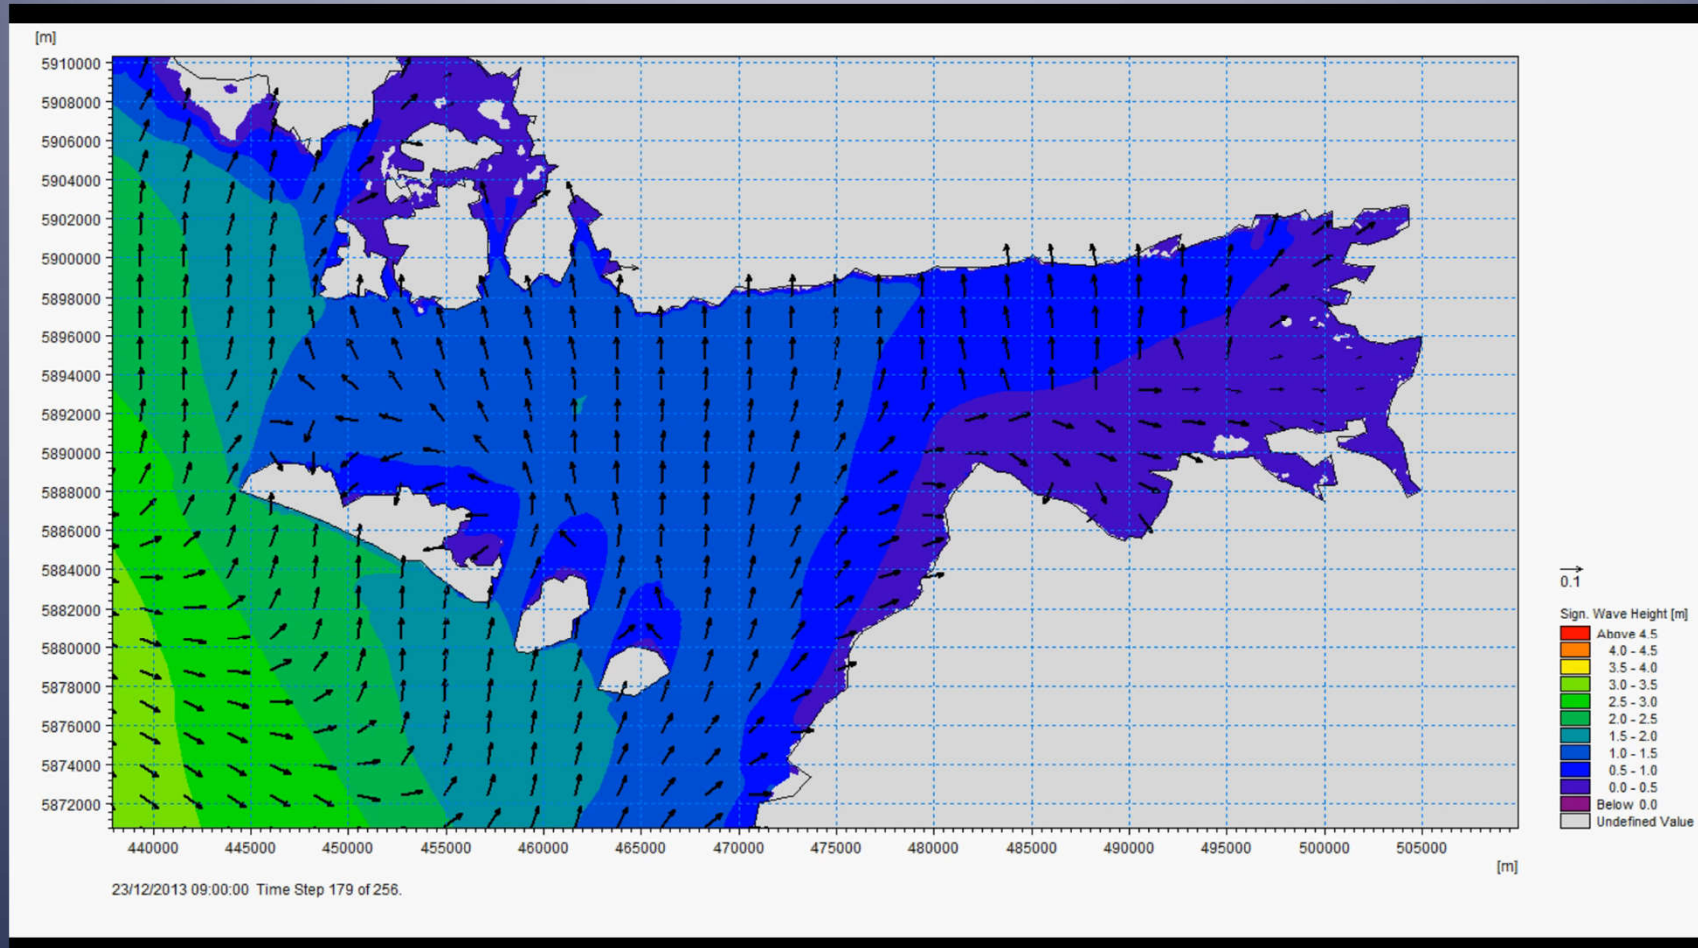 [m]
5910000
5908000
5906000
5904000
5902000
5900000
5898000
5896000
5894000
5892000
5890000
5888000
5886000
5884000
5882000
5880000
5878000
5876000
5874000
5872000
440000 445000 450000 455000 460000 465000 470000 475000 480000 485000 490000 495000 500000 505000
[m]
23/12/2013 09:00:00 Time Step 179 of 256.
0.1
Sign. Wave Height [m]
Above 4.5
4.0 - 4.5
3.5 - 4.0
3.0 - 3.5
2.5 - 3.0
2.0 - 2.5
1.5 - 2.0
1.0 - 1.5
0.5 - 1.0
0.0 - 0.5
Below 0.0
Undefined Value